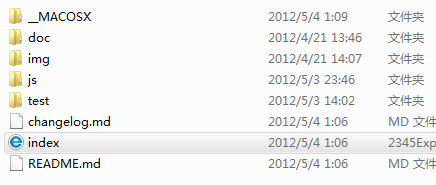 __MACOSX 2012/5/4 1:09 文件夹
doc 2012/4/21 13:46 文件夹
img 2012/4/21 14:07 文件夹
js 2012/5/3 23:46 文件夹
test 2012/5/3 14:02 文件夹
changelog.md 2012/5/4 1:06 MD 文件
index 2012/5/4 1:06 2345Exp
README.md 2012/5/4 1:06 MD 文件